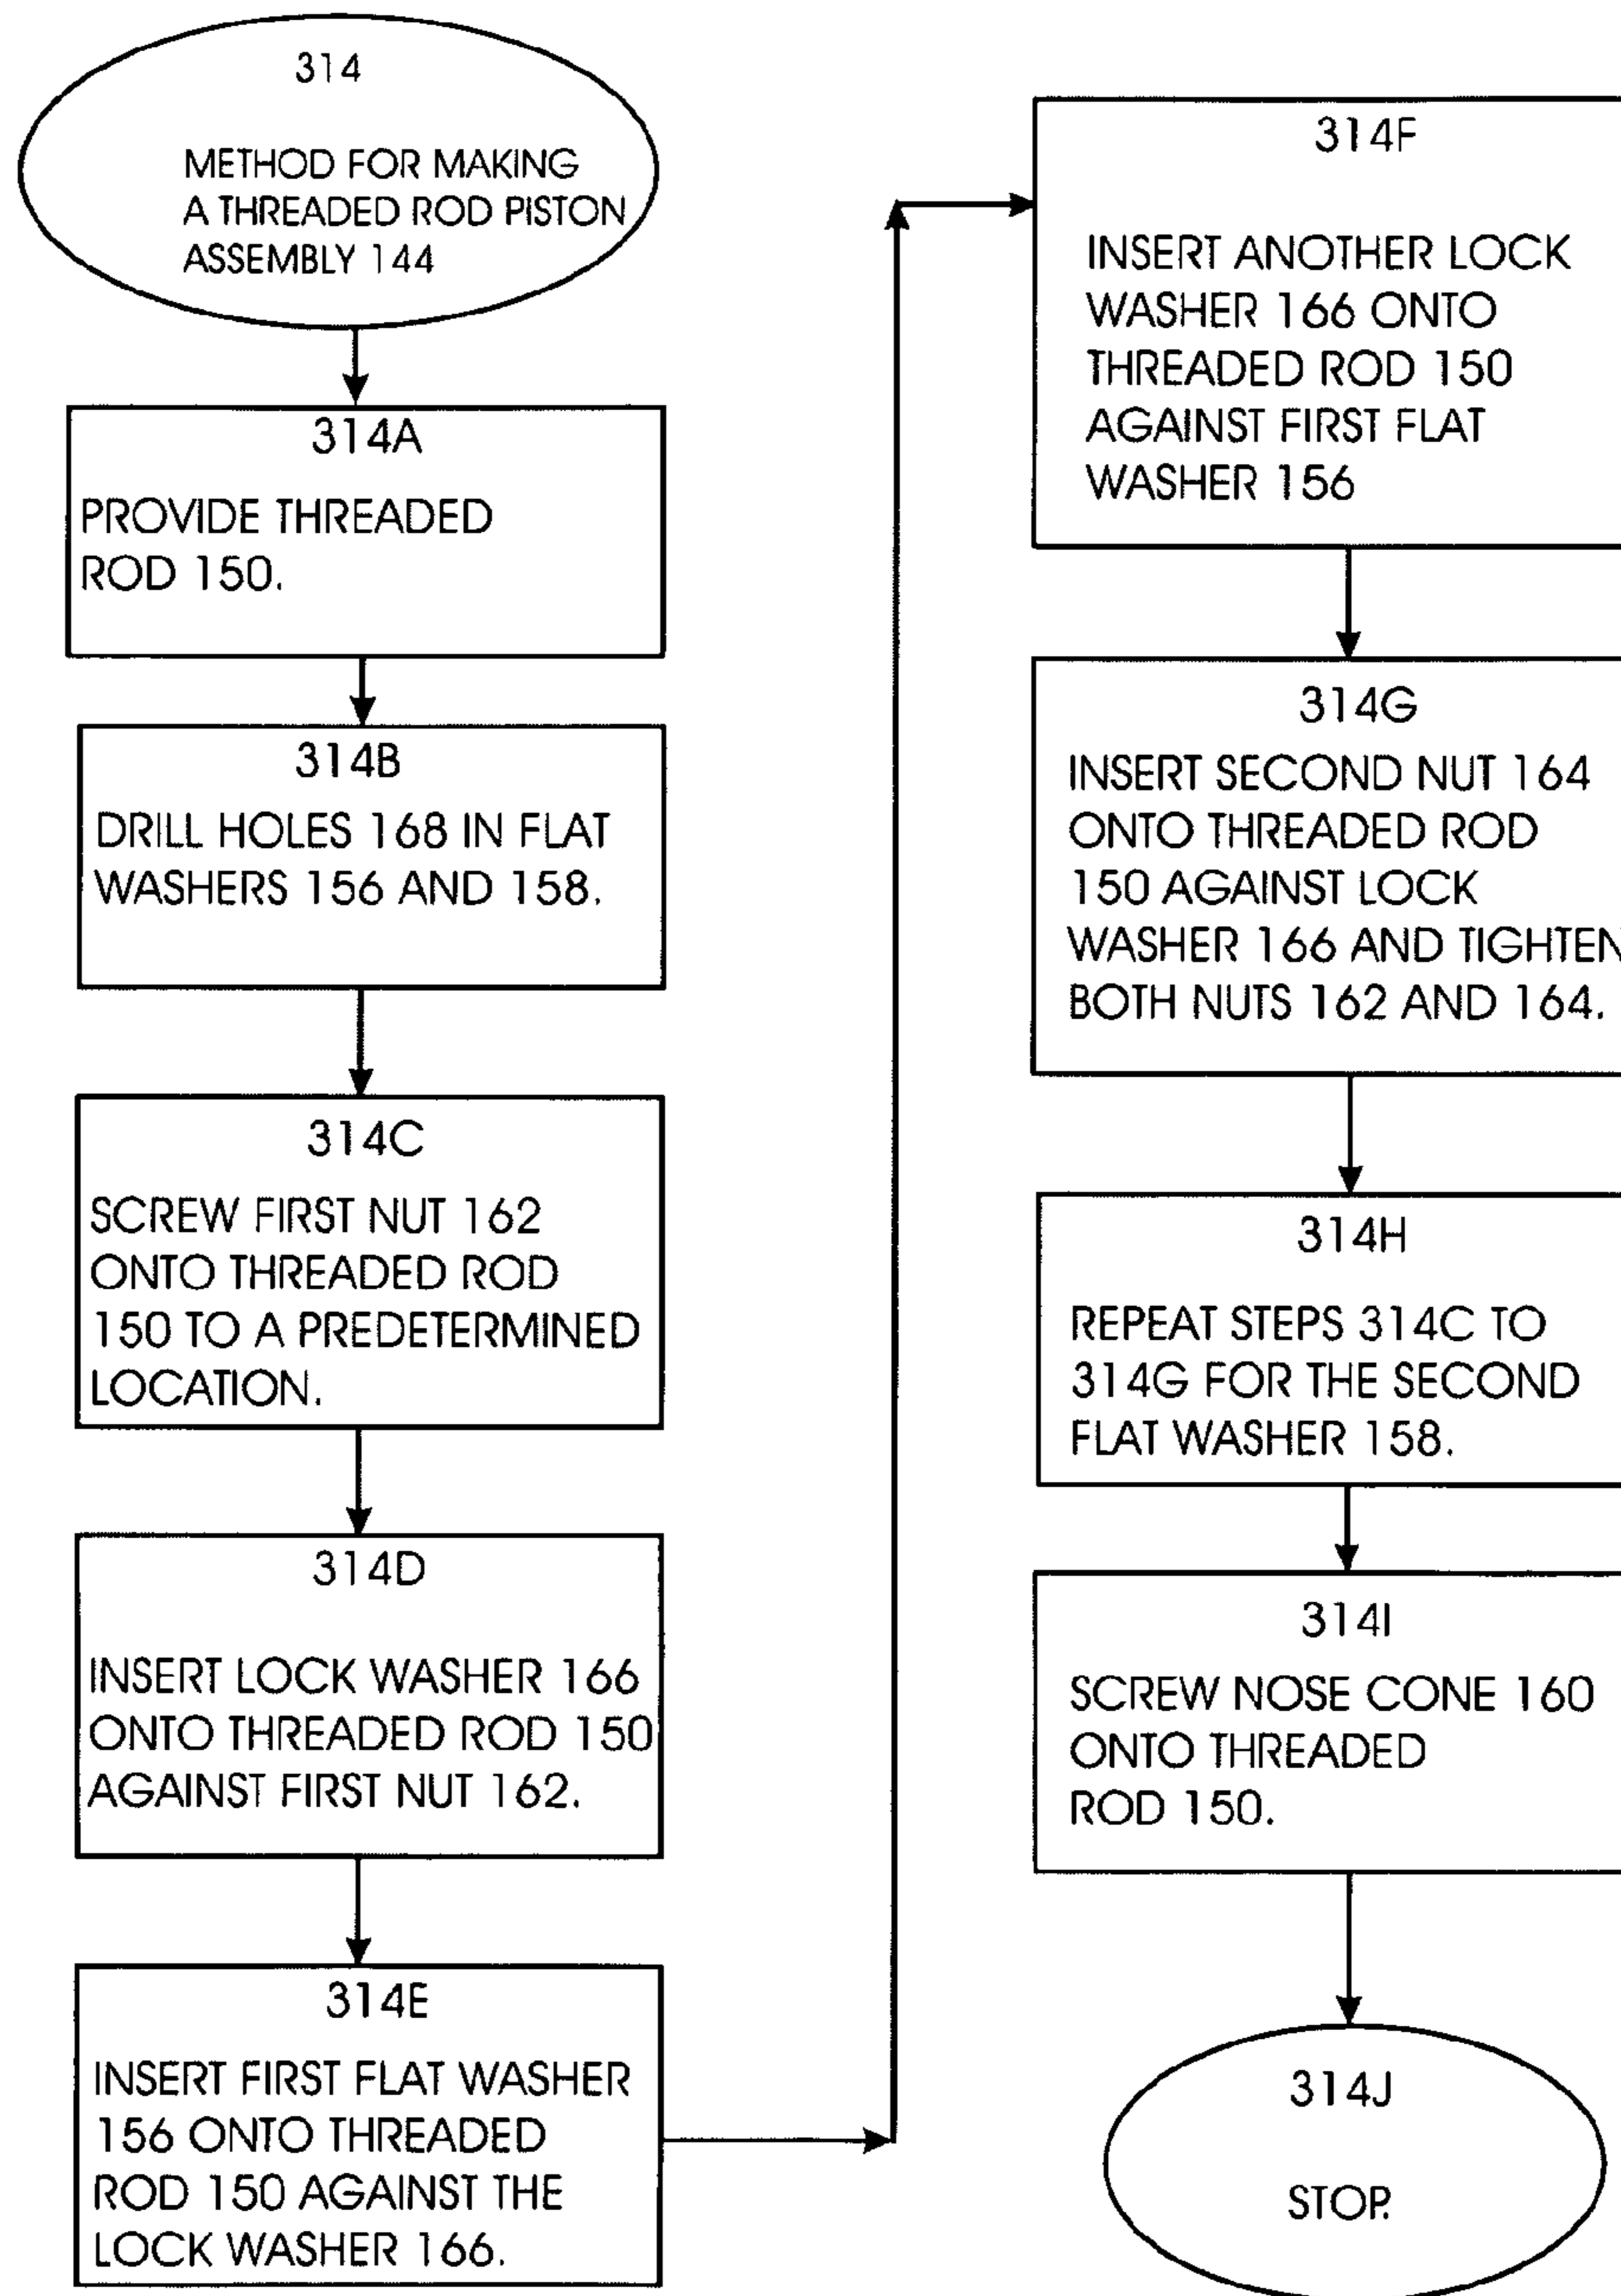 314
METHOD FOR MAKING
A THREADED ROD PISTON
ASSEMBLY 144
314A
PROVIDE THREADED
ROD 150.
314B
DRILL HOLES 168 IN FLAT
WASHERS 156 AND 158.
314C
SCREW FIRST NUT 162
ONTO THREADED ROD
150 TO A PREDETERMINED
LOCATION.
314D
INSERT LOCK WASHER 166
ONTO THREADED ROD 150
AGAINST FIRST NUT 162.
314E
INSERT FIRST FLAT WASHER
156 ONTO THREADED
ROD 150 AGAINST THE
LOCK WASHER 166.
314F
INSERT ANOTHER LOCK
WASHER 166 ONTO
THREADED ROD 150
AGAINST FIRST FLAT
WASHER 156
314G
INSERT SECOND NUT 164
ONTO THREADED ROD
150 AGAINST LOCK
WASHER 166 AND TIGHTEN
BOTH NUTS 162 AND 164.
314H
REPEAT STEPS 314C TO
314G FOR THE SECOND
FLAT WASHER 158.
314I
SCREW NOSE CONE 160
ONTO THREADED
ROD 150.
314J
STOP.